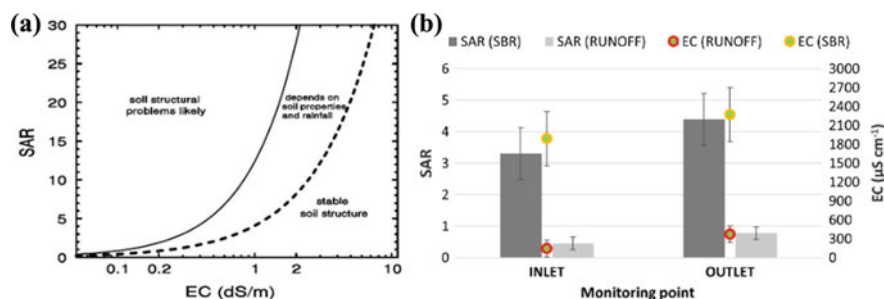 (a)
30
25
20
15
10
5
0
SAR
soil structural
problems likely
depends on
soil properties
and rainfall
stable
soil structure
0.1 0.2 1 2 10
EC (dS/m)
(b)
SAR (SBR) SAR (RUNOFF) EC (RUNOFF) EC (SBR)
6
5
4
3
2
1
0
SAR
3000
2700
2400
2100
1800
1500
1200
900
600
300
0
EC (µS cm⁻¹)
INLET OUTLET
Monitoring point